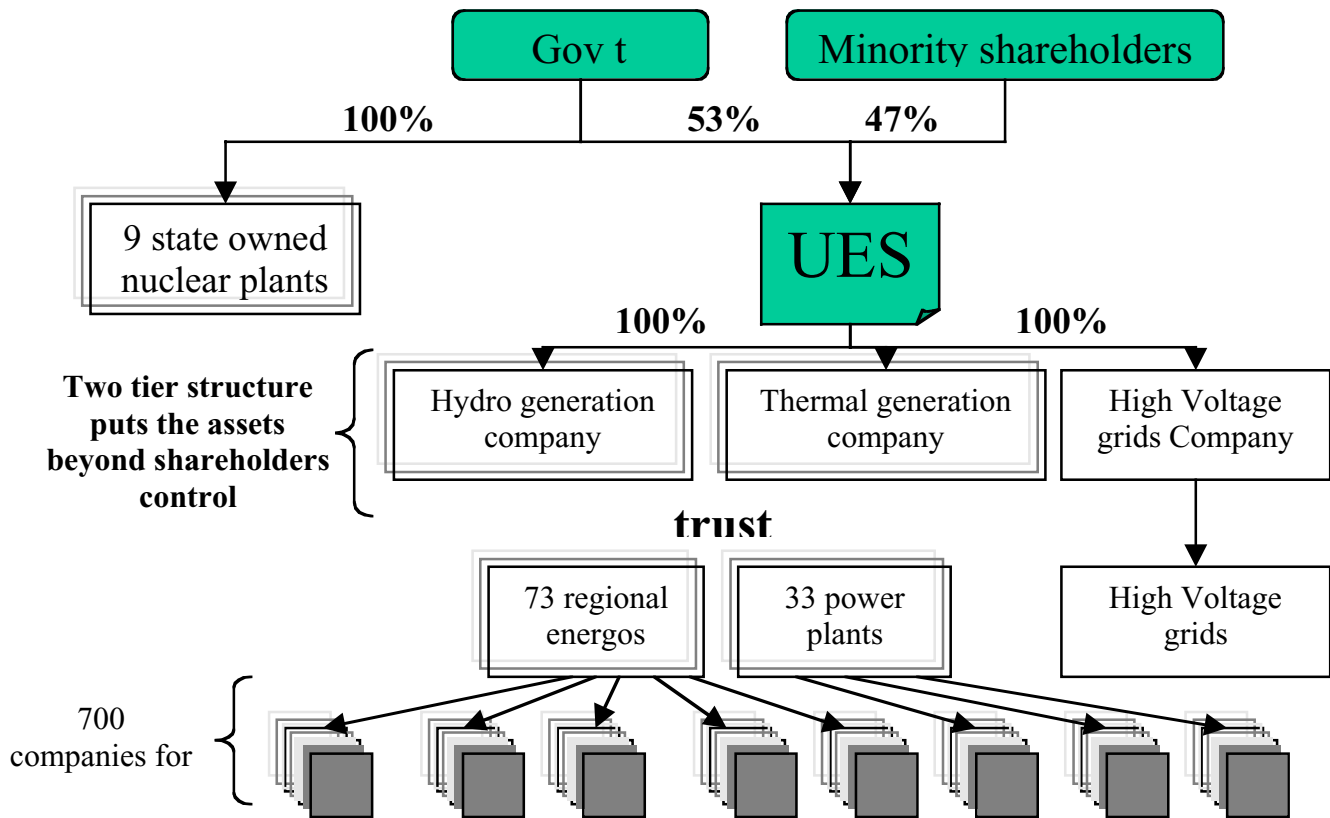 Gov t
Minority shareholders
100%
53%
47%
9 state owned
nuclear plants
UES
100%
100%
Two tier structure
puts the assets
beyond shareholders
control
Hydro generation
company
Thermal generation
company
High Voltage
grids Company
trust
73 regional
energos
33 power
plants
High Voltage
grids
700
companies for